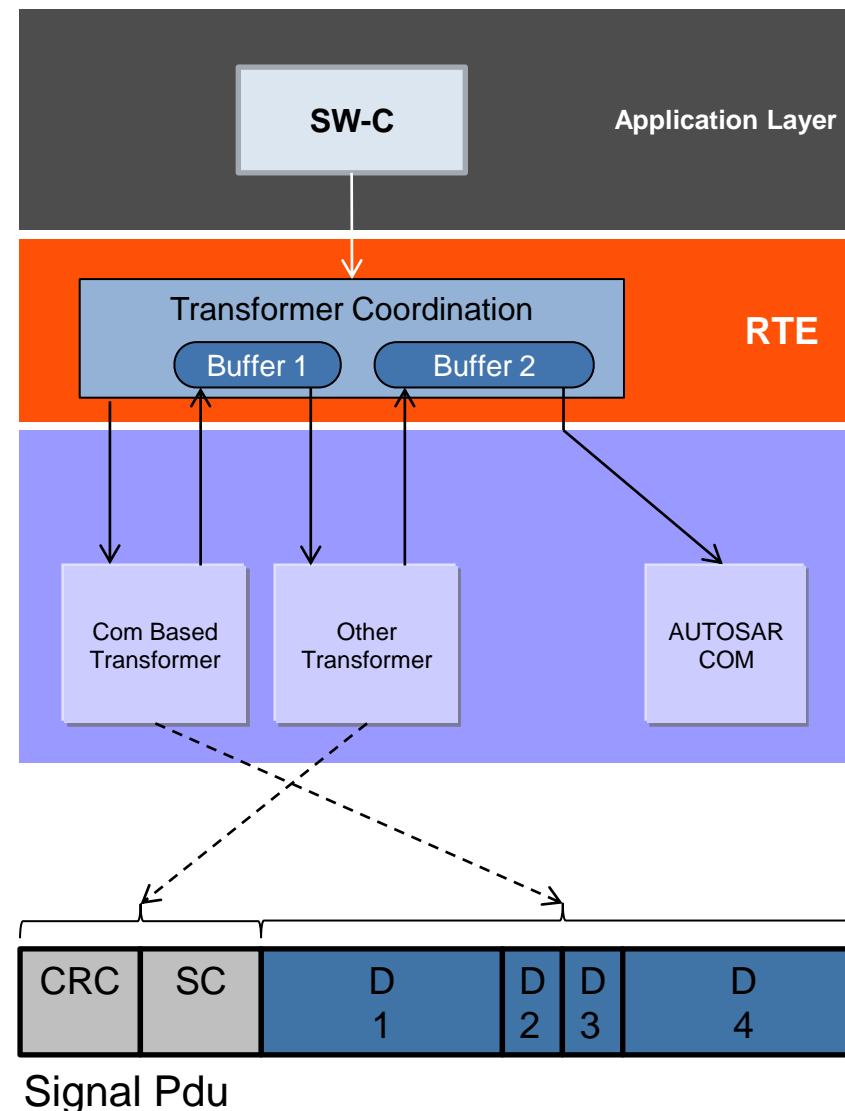 SW-C
Application Layer
Transformer Coordination
RTE
Buffer 1
Buffer 2
Com Based
Transformer
Other
Transformer
AUTOSAR
COM
CRC
SC
D
1
D
2
D
3
D
4
Signal Pdu